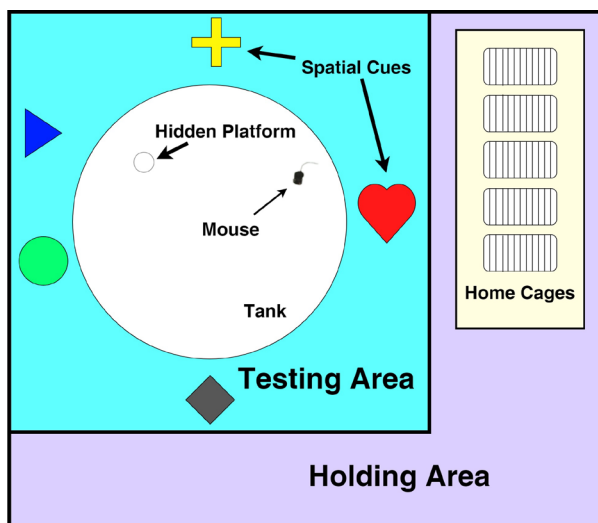 Spatial Cues
Hidden Platform
Mouse
Home Cages
Tank
Testing Area
Holding Area